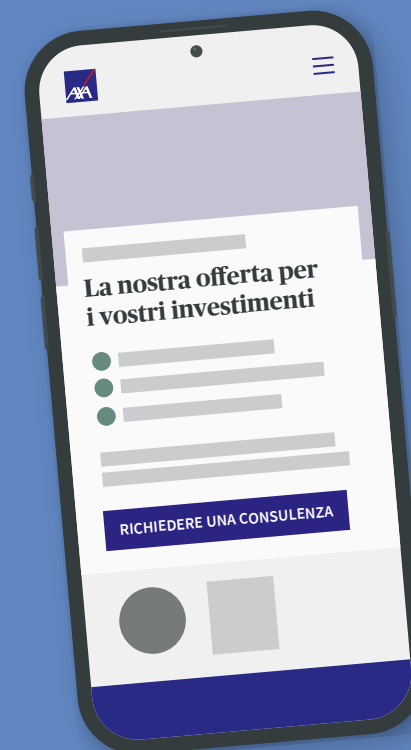 AXA
La nostra offerta per
i vostri investimenti
RICHIEDERE UNA CONSULENZA